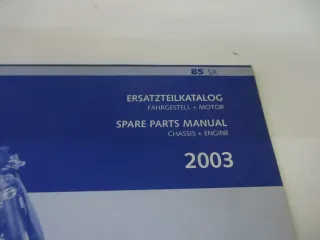 85 SX
ERSATZTEILKATALOG
FAHRGESTELL + MOTOR
SPARE PARTS MANUAL
CHASSIS + ENGINE
2003